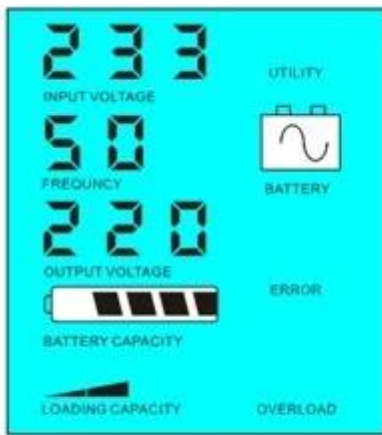 233
INPUT VOLTAGE
UTILITY
50
FREQUNCY
BATTERY
220
OUTPUT VOLTAGE
ERROR
BATTERY CAPACITY
LOADING CAPACITY
OVERLOAD